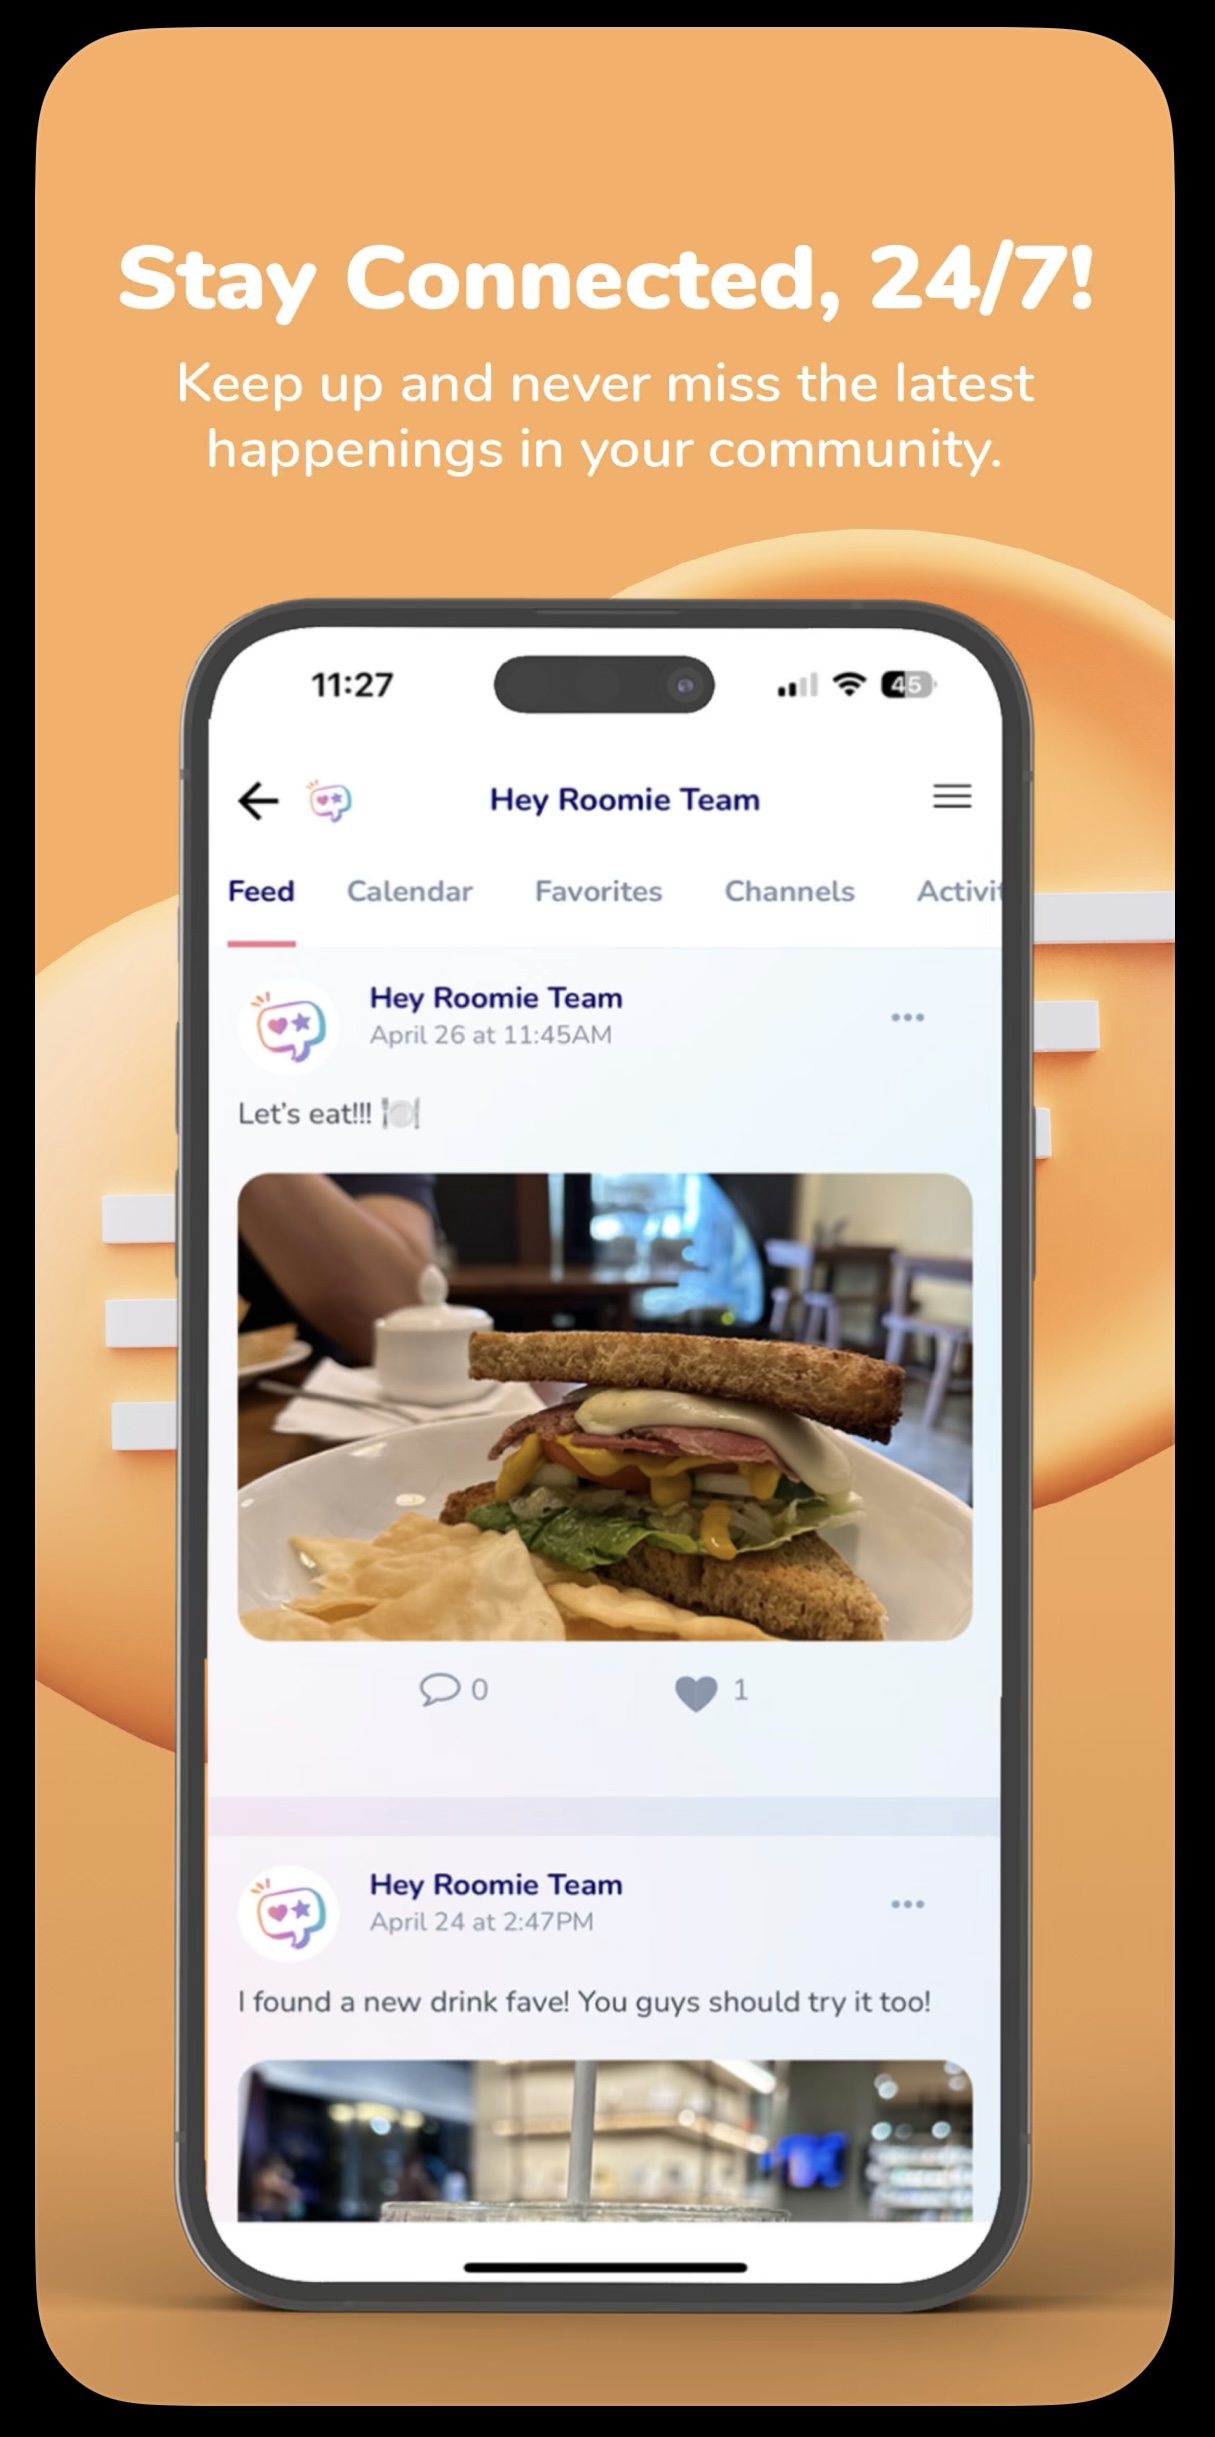 Stay Connected, 24/7!
Keep up and never miss the latest
happenings in your community.
11:27
45
Hey Roomie Team
Feed Calendar Favorites Channels Activit
Hey Roomie Team
April 26 at 11:45AM
Let's eat!!! 🍽️
0 1
Hey Roomie Team
April 24 at 2:47PM
I found a new drink fave! You guys should try it too!